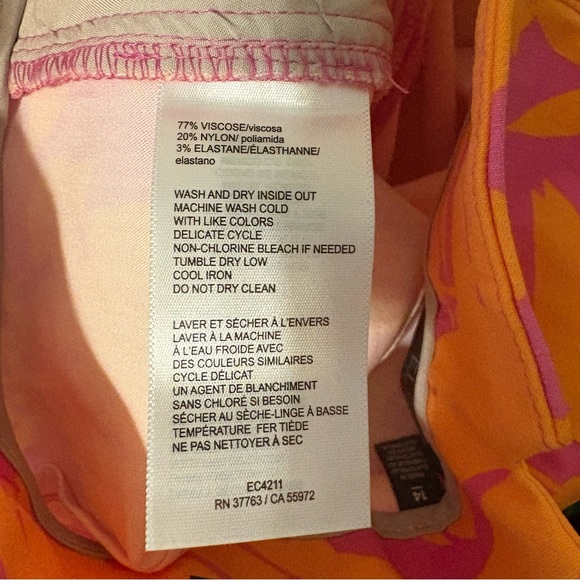 77% VISCOSE/viscosa
20% NYLON/ poliamida
3% ELASTANE/ÉLASTHANNE/
elastano
WASH AND DRY INSIDE OUT
MACHINE WASH COLD
WITH LIKE COLORS
DELICATE CYCLE
NON-CHLORINE BLEACH IF NEEDED
TUMBLE DRY LOW
COOL IRON
DO NOT DRY CLEAN
LAVER ET SÉCHER À L'ENVERS
LAVER À LA MACHINE
À L'EAU FROIDE AVEC
DES COULEURS SIMILAIRES
CYCLE DÉLICAT
UN AGENT DE BLANCHIMENT
SANS CHLORÉ SI BESOIN
SÉCHER AU SÈCHE-LINGE À BASSE
TEMPÉRATURE FER TIÈDE
NE PAS NETTOYER À SEC
EC4211
RN 37763 / CA 55972
14